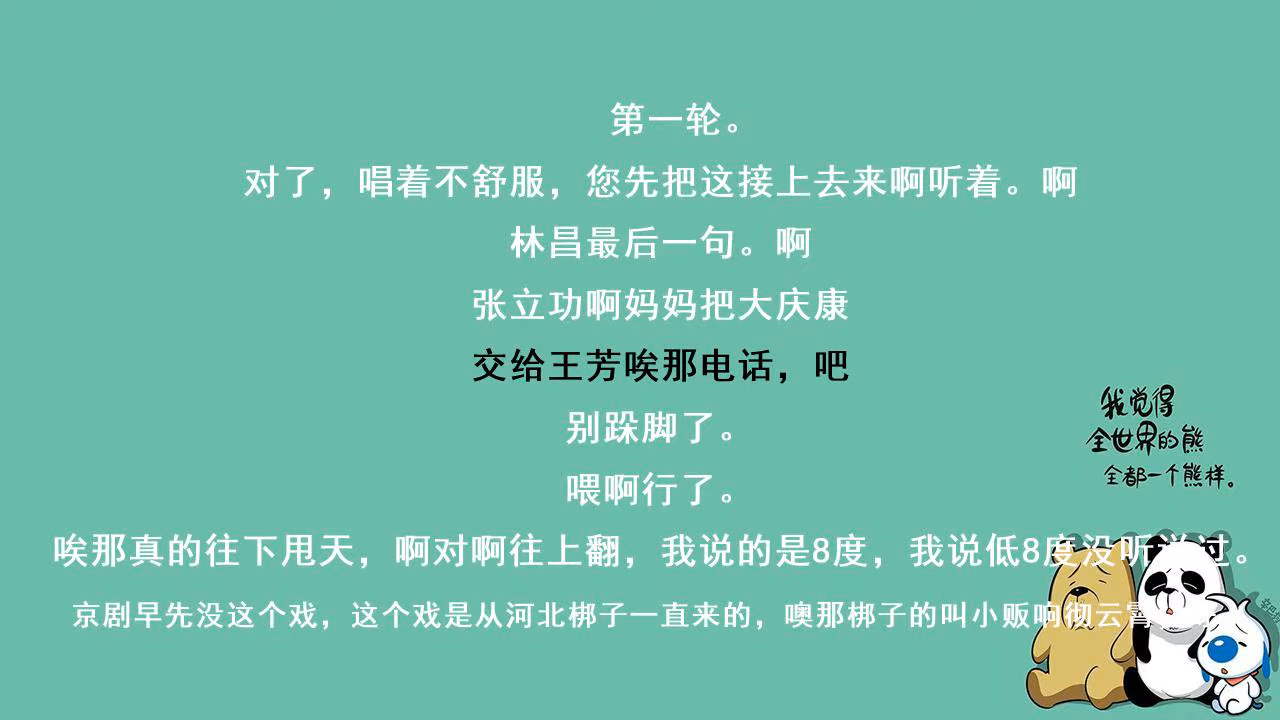 第一轮。
对了，唱着不舒服，您先把这接上去来啊听着。啊
林昌最后一句。啊
张立功啊妈妈把大庆康
交给王芳唉那电话，吧
别跺脚了。
喂啊行了。
唉那真的往下甩天，啊对啊往上翻，我说的是8度，我说低8度没听说过。
京剧早先没这个戏，这个戏是从河北梆子一直来的，噢那梆子的叫小贩响彻云霄
我觉得
全世界的熊
全都一个熊样。